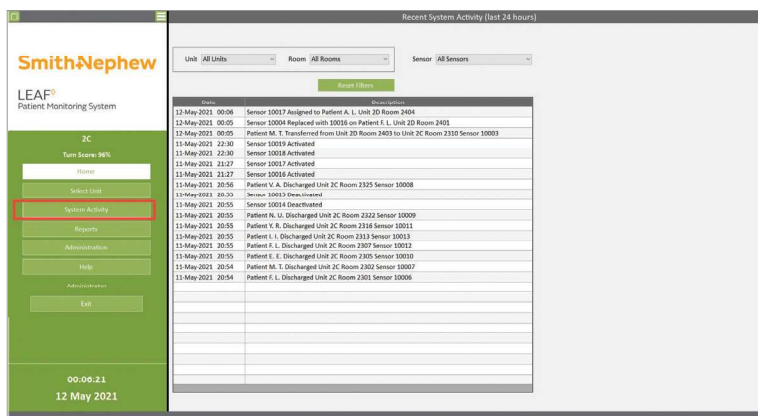 Recent System Activity (last 24 hours)
Smith+Nephew
LEAF◊
Patient Monitoring System
2C
Turn Score: 96%
Home
Select Unit
System Activity
Reports
Administration
Help
Administrator
Exit
00:06:21
12 May 2021
Unit All Units Room All Rooms Sensor All Sensors
Reset Filters
Date Description
12-May-2021 00:06 Sensor 10017 Assigned to Patient A. L. Unit 2D Room 2404
12-May-2021 00:05 Sensor 10004 Replaced with 10016 on Patient F. L. Unit 2D Room 2401
12-May-2021 00:05 Patient M. T. Transferred from Unit 2D Room 2403 to Unit 2C Room 2310 Sensor 10003
11-May-2021 22:30 Sensor 10019 Activated
11-May-2021 22:30 Sensor 10018 Activated
11-May-2021 21:27 Sensor 10017 Activated
11-May-2021 21:27 Sensor 10016 Activated
11-May-2021 20:56 Patient V. A. Discharged Unit 2C Room 2325 Sensor 10008
11-May-2021 20:55 Sensor 10015 Deactivated
11-May-2021 20:55 Sensor 10014 Deactivated
11-May-2021 20:55 Patient N. U. Discharged Unit 2C Room 2322 Sensor 10009
11-May-2021 20:55 Patient Y. R. Discharged Unit 2C Room 2316 Sensor 10011
11-May-2021 20:55 Patient I. I. Discharged Unit 2C Room 2313 Sensor 10013
11-May-2021 20:55 Patient F. L. Discharged Unit 2C Room 2307 Sensor 10012
11-May-2021 20:55 Patient E. E. Discharged Unit 2C Room 2305 Sensor 10010
11-May-2021 20:54 Patient M. T. Discharged Unit 2C Room 2302 Sensor 10007
11-May-2021 20:54 Patient F. L. Discharged Unit 2C Room 2301 Sensor 10006